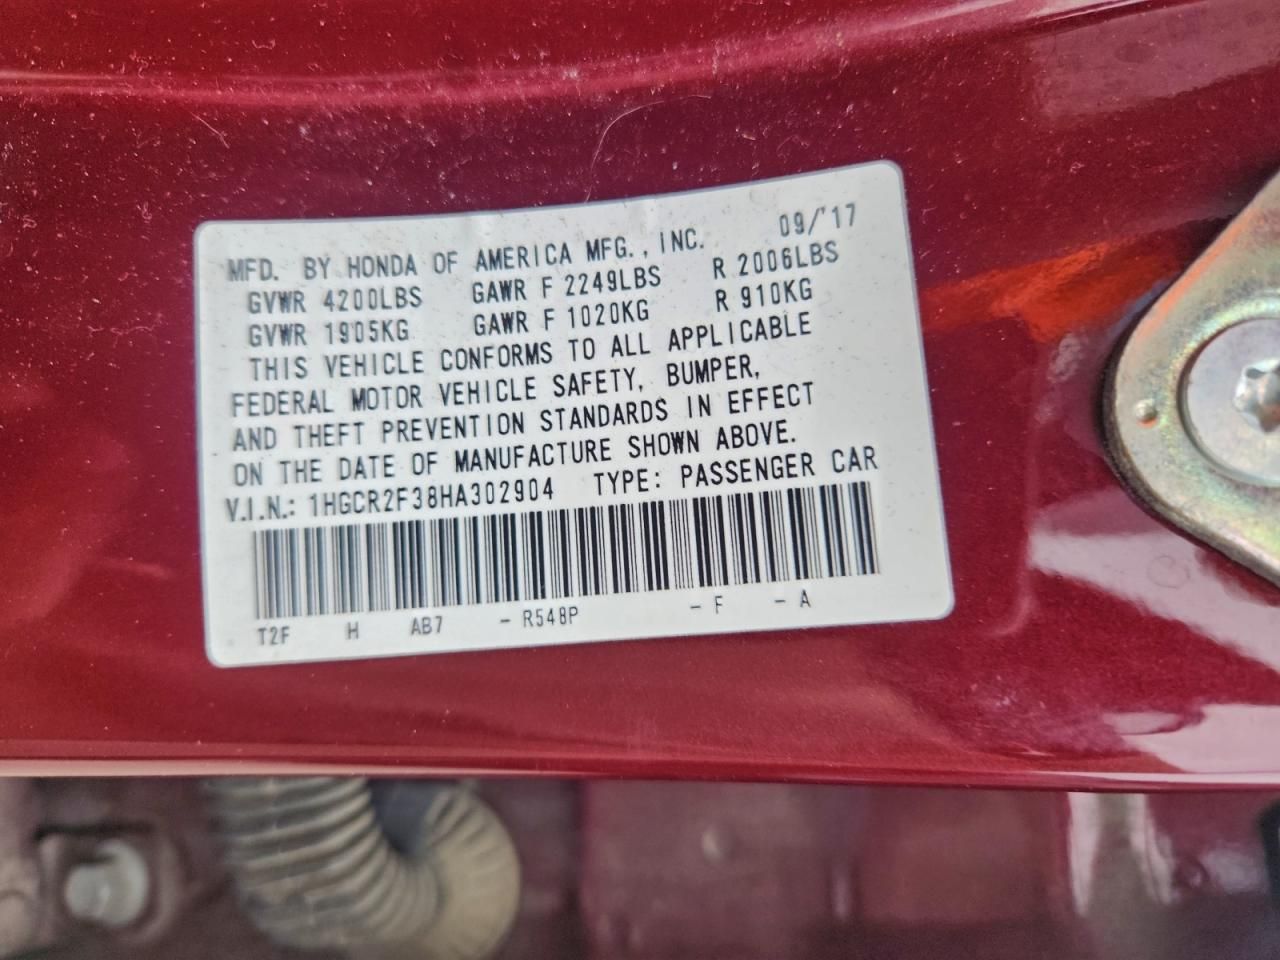 MFD. BY HONDA OF AMERICA MFG., INC. 09/'17
GVWR 4200LBS GAWR F 2249LBS R 2006LBS
GVWR 1905KG GAWR F 1020KG R 910KG
THIS VEHICLE CONFORMS TO ALL APPLICABLE
FEDERAL MOTOR VEHICLE SAFETY, BUMPER,
AND THEFT PREVENTION STANDARDS IN EFFECT
ON THE DATE OF MANUFACTURE SHOWN ABOVE.
V.I.N.: 1HGCR2F38HA302904 TYPE: PASSENGER CAR
T2F H AB7 - R548P - F - A